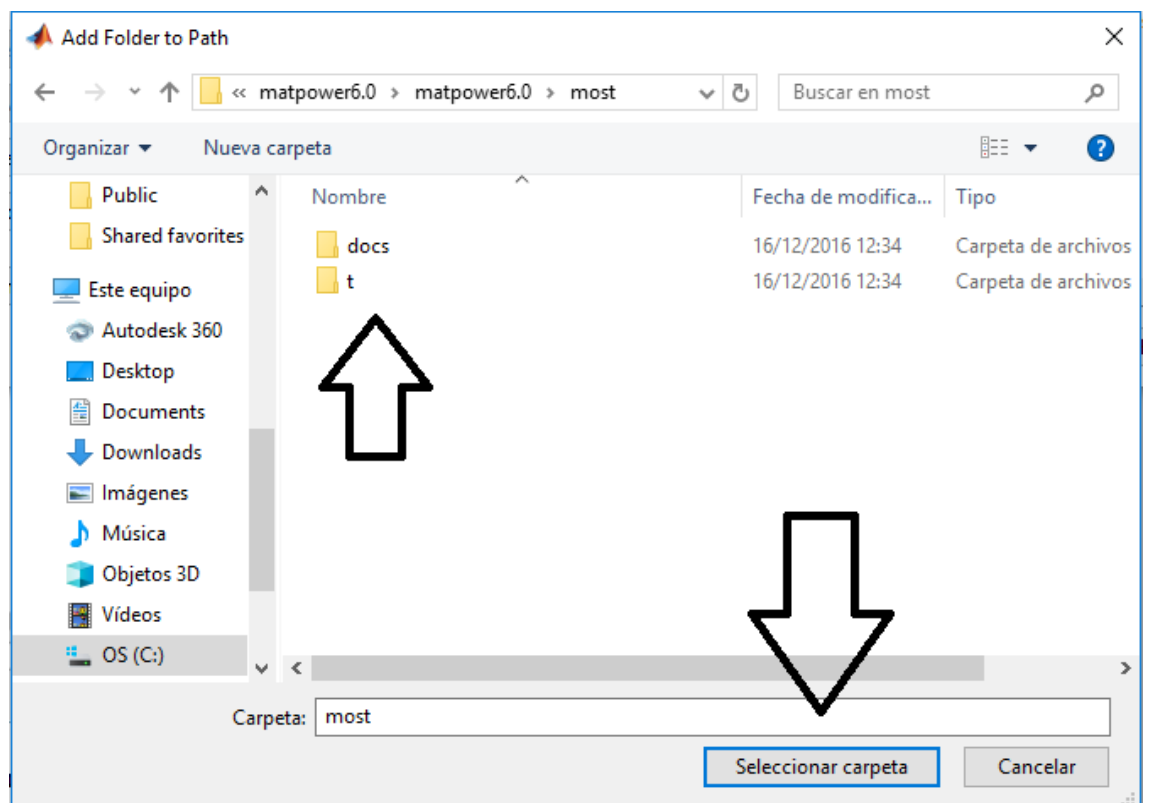 Add Folder to Path
« matpower6.0 › matpower6.0 › most
Buscar en most
Organizar
Nueva carpeta
Public
Shared favorites
Este equipo
Autodesk 360
Desktop
Documents
Downloads
Imágenes
Música
Objetos 3D
Vídeos
OS (C:)
Nombre Fecha de modifica... Tipo
docs 16/12/2016 12:34 Carpeta de archivos
t 16/12/2016 12:34 Carpeta de archivos
Carpeta: most
Seleccionar carpeta
Cancelar